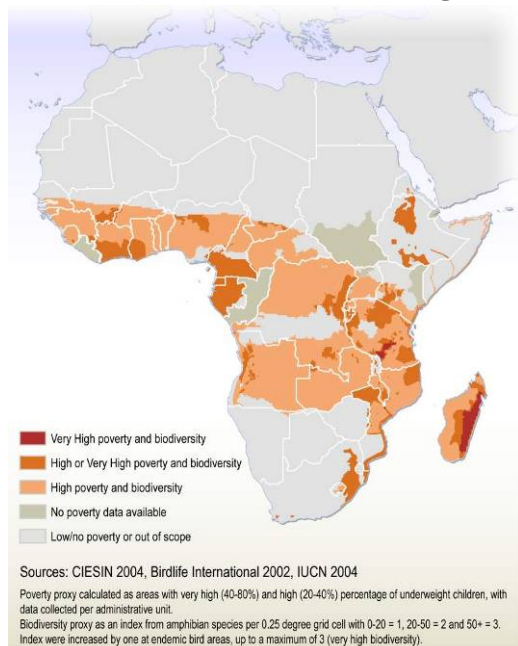 Very High poverty and biodiversity
High or Very High poverty and biodiversity
High poverty and biodiversity
No poverty data available
Low/no poverty or out of scope
Sources: CIESIN 2004, Birdlife International 2002, IUCN 2004
Poverty proxy calculated as areas with very high (40-80%) and high (20-40%) percentage of underweight children, with
data collected per administrative unit.
Biodiversity proxy as an index from amphibian species per 0.25 degree grid cell with 0-20 = 1, 20-50 = 2 and 50+ = 3.
Index were increased by one at endemic bird areas, up to a maximum of 3 (very high biodiversity).